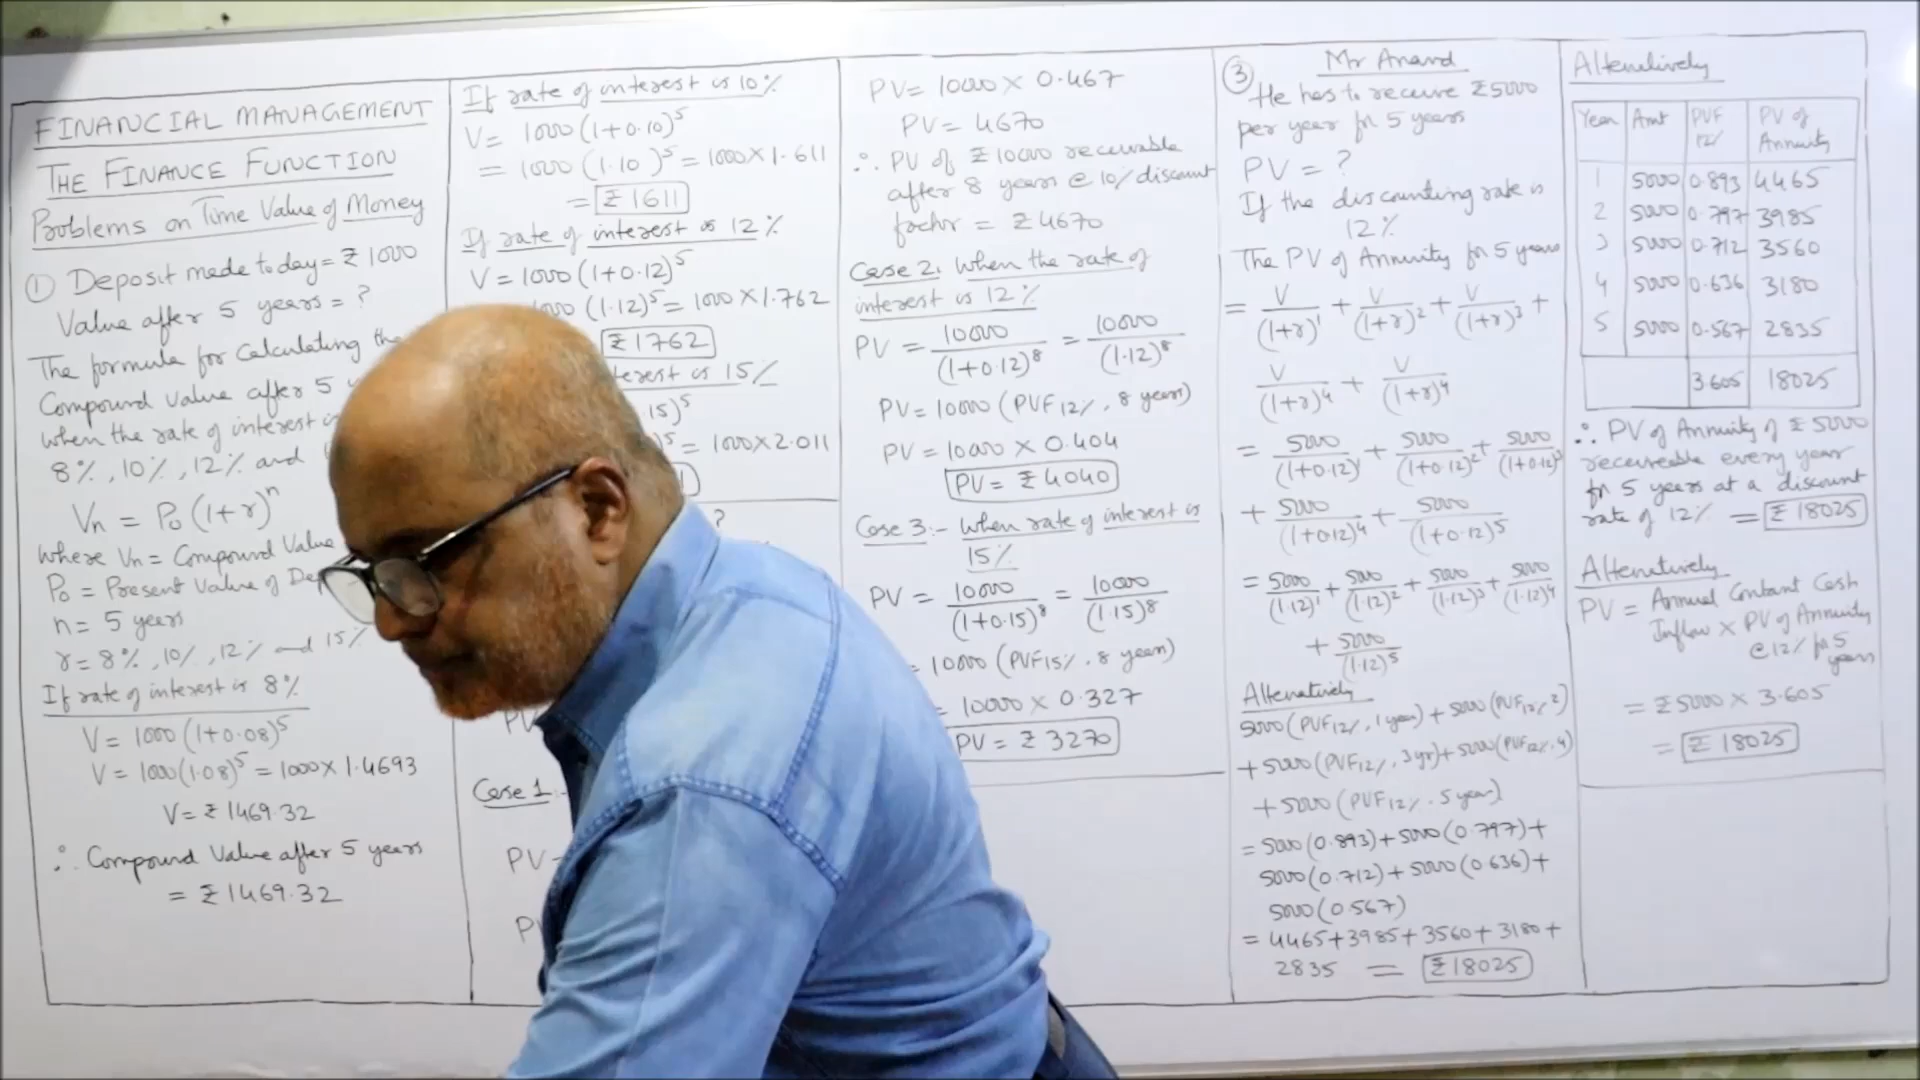 FINANCIAL MANAGEMENT
THE FINANCE FUNCTION
Problems on Time Value of Money
① Deposit made today = ₹ 1000
Value after 5 years = ?
The formula for Calculating the
Compound value after 5
when the rate of interest is
8%, 10%, 12% and
Vn = P0 (1+r)^n
where Vn = Compound Value
P0 = Present Value of
n = 5 years
r = 8%, 10%, 12% and 15%
If rate of interest is 8%
V = 1000 (1+0.08)^5
V = 1000(1.08)^5 = 1000 × 1.4693
V = ₹ 1469.32
∴ Compound Value after 5 years
= ₹ 1469.32
If rate of interest is 10%
V = 1000 (1+0.10)^5
= 1000 (1.10)^5 = 1000 × 1.611
= ₹ 1611
If rate of interest is 12%
V = 1000 (1+0.12)^5
(1.12)^5 = 1000 × 1.762
₹ 1762
is 15%
.15)^5
)^5 = 1000 × 2.011
?
PV
Case 1:-
PV =
PV = 10000 × 0.467
PV = 4670
∴ PV of ₹ 10000 receivable
after 8 years @ 10% discount
factor = ₹ 4670
Case 2: When the rate of
interest is 12%
PV = 10000/(1+0.12)^8 = 10000/(1.12)^8
PV = 10000 (PVF12%, 8 years)
PV = 10000 × 0.404
PV = ₹ 4040
Case 3:- When rate of interest is
15%
PV = 10000/(1+0.15)^8 = 10000/(1.15)^8
= 10000 (PVF15%, 8 years)
= 10000 × 0.327
PV = ₹ 3270
③ Mr Anand
He has to receive ₹5000
per year for 5 years
PV = ?
If the discounting rate is
12%
The PV of Annuity for 5 years
= V/(1+r)^1 + V/(1+r)^2 + V/(1+r)^3 +
V/(1+r)^4 + V/(1+r)^4
= 5000/(1+0.12)^1 + 5000/(1+0.12)^2 + 5000/(1+0.12)^3
+ 5000/(1+0.12)^4 + 5000/(1+0.12)^5
= 5000/(1.12)^1 + 5000/(1.12)^2 + 5000/(1.12)^3 + 5000/(1.12)^4
+ 5000/(1.12)^5
Alternatively
5000 (PVF12%, 1 year) + 5000 (PVF12%, 2)
+ 5000 (PVF12%, 3yr) + 5000 (PVF12%, 4)
+ 5000 (PVF12%, 5 year)
= 5000 (0.893) + 5000 (0.797) +
5000 (0.712) + 5000 (0.636) +
5000 (0.567)
= 4465 + 3985 + 3560 + 3180 +
2835 = ₹ 18025
Alternatively
Year Amt PVF 12% PV of Annuity
1 5000 0.893 4465
2 5000 0.797 3985
3 5000 0.712 3560
4 5000 0.636 3180
5 5000 0.567 2835
3.605 18025
∴ PV of Annuity of ₹ 5000
receiveable every year
for 5 years at a discount
rate of 12% = ₹ 18025
Alternatively
PV = Annual Contant Cash
Inflow × PV of Annuity
@ 12% for 5
years
= ₹ 5000 × 3.605
= ₹ 18025